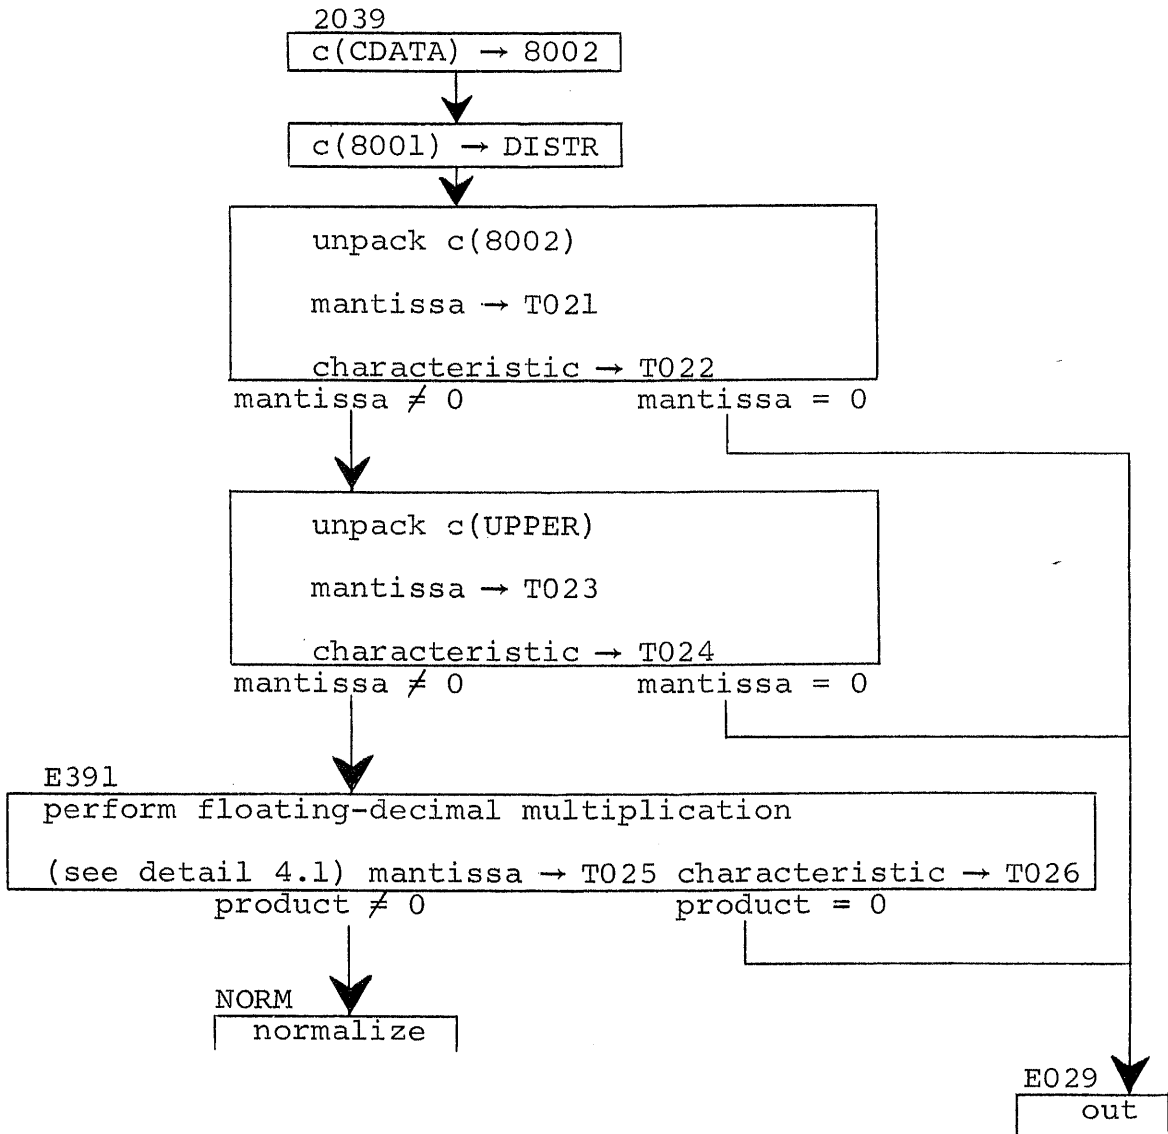 2039
c(CDATA) → 8002
c(8001) → DISTR
unpack c(8002)
mantissa → T021
characteristic → T022
mantissa ≠ 0 mantissa = 0
unpack c(UPPER)
mantissa → T023
characteristic → T024
mantissa ≠ 0 mantissa = 0
E391
perform floating-decimal multiplication
(see detail 4.1) mantissa → T025 characteristic → T026
product ≠ 0 product = 0
NORM
normalize
E029
out